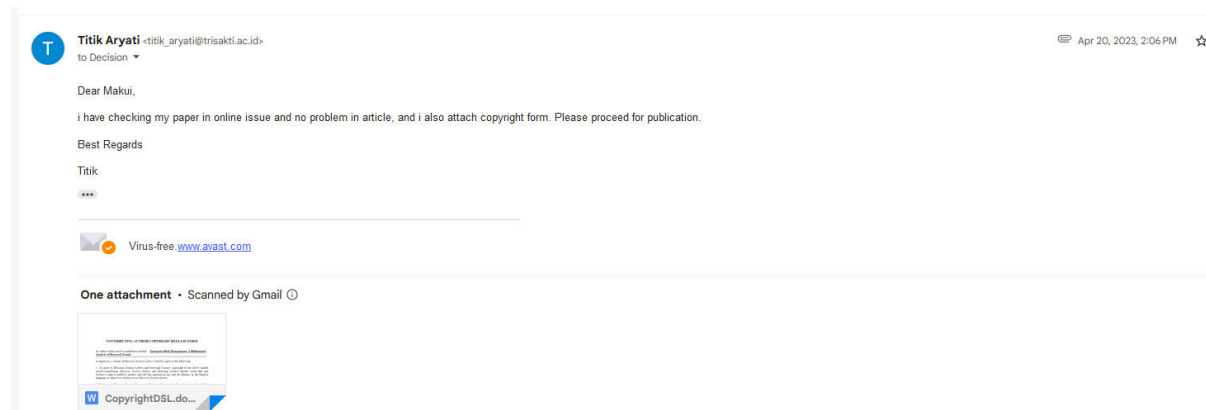 T
Titik Aryati <titik_aryati@trisakti.ac.id>
Apr 20, 2023, 2:06 PM
to Decision
Dear Makui,
i have checking my paper in online issue and no problem in article, and i also attach copyright form. Please proceed for publication.
Best Regards
Titik
•••
Virus-free.www.avast.com
One attachment • Scanned by Gmail
CONTRIBUTING AUTHOR COPYRIGHT RELEASE FORM
W CopyrightDSL.do...